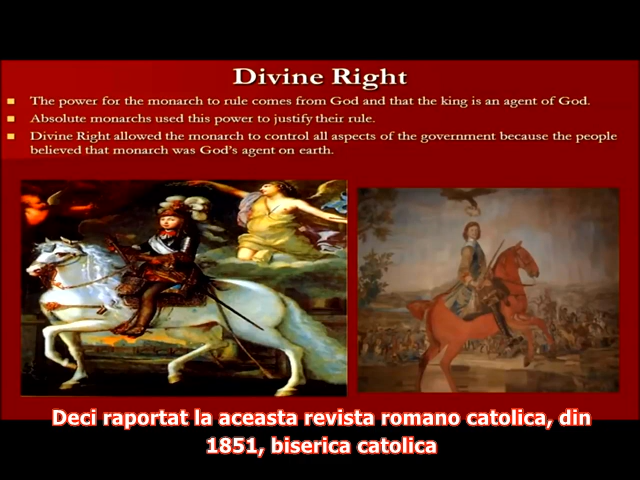 Divine Right
The power for the monarch to rule comes from God and that the king is an agent of God.
Absolute monarchs used this power to justify their rule.
Divine Right allowed the monarch to control all aspects of the government because the people
believed that monarch was God's agent on earth.
Deci raportat la aceasta revista romano catolica, din
1851, biserica catolica